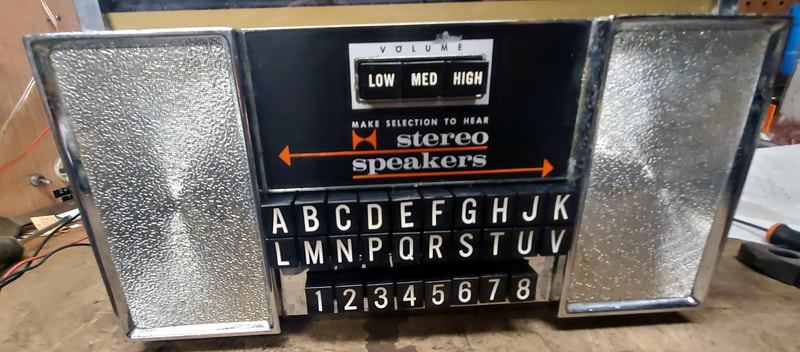 VOLUME
LOW MED HIGH
MAKE SELECTION TO HEAR
stereo
speakers
A B C D E F G H J K
L M N P Q R S T U V
1 2 3 4 5 6 7 8